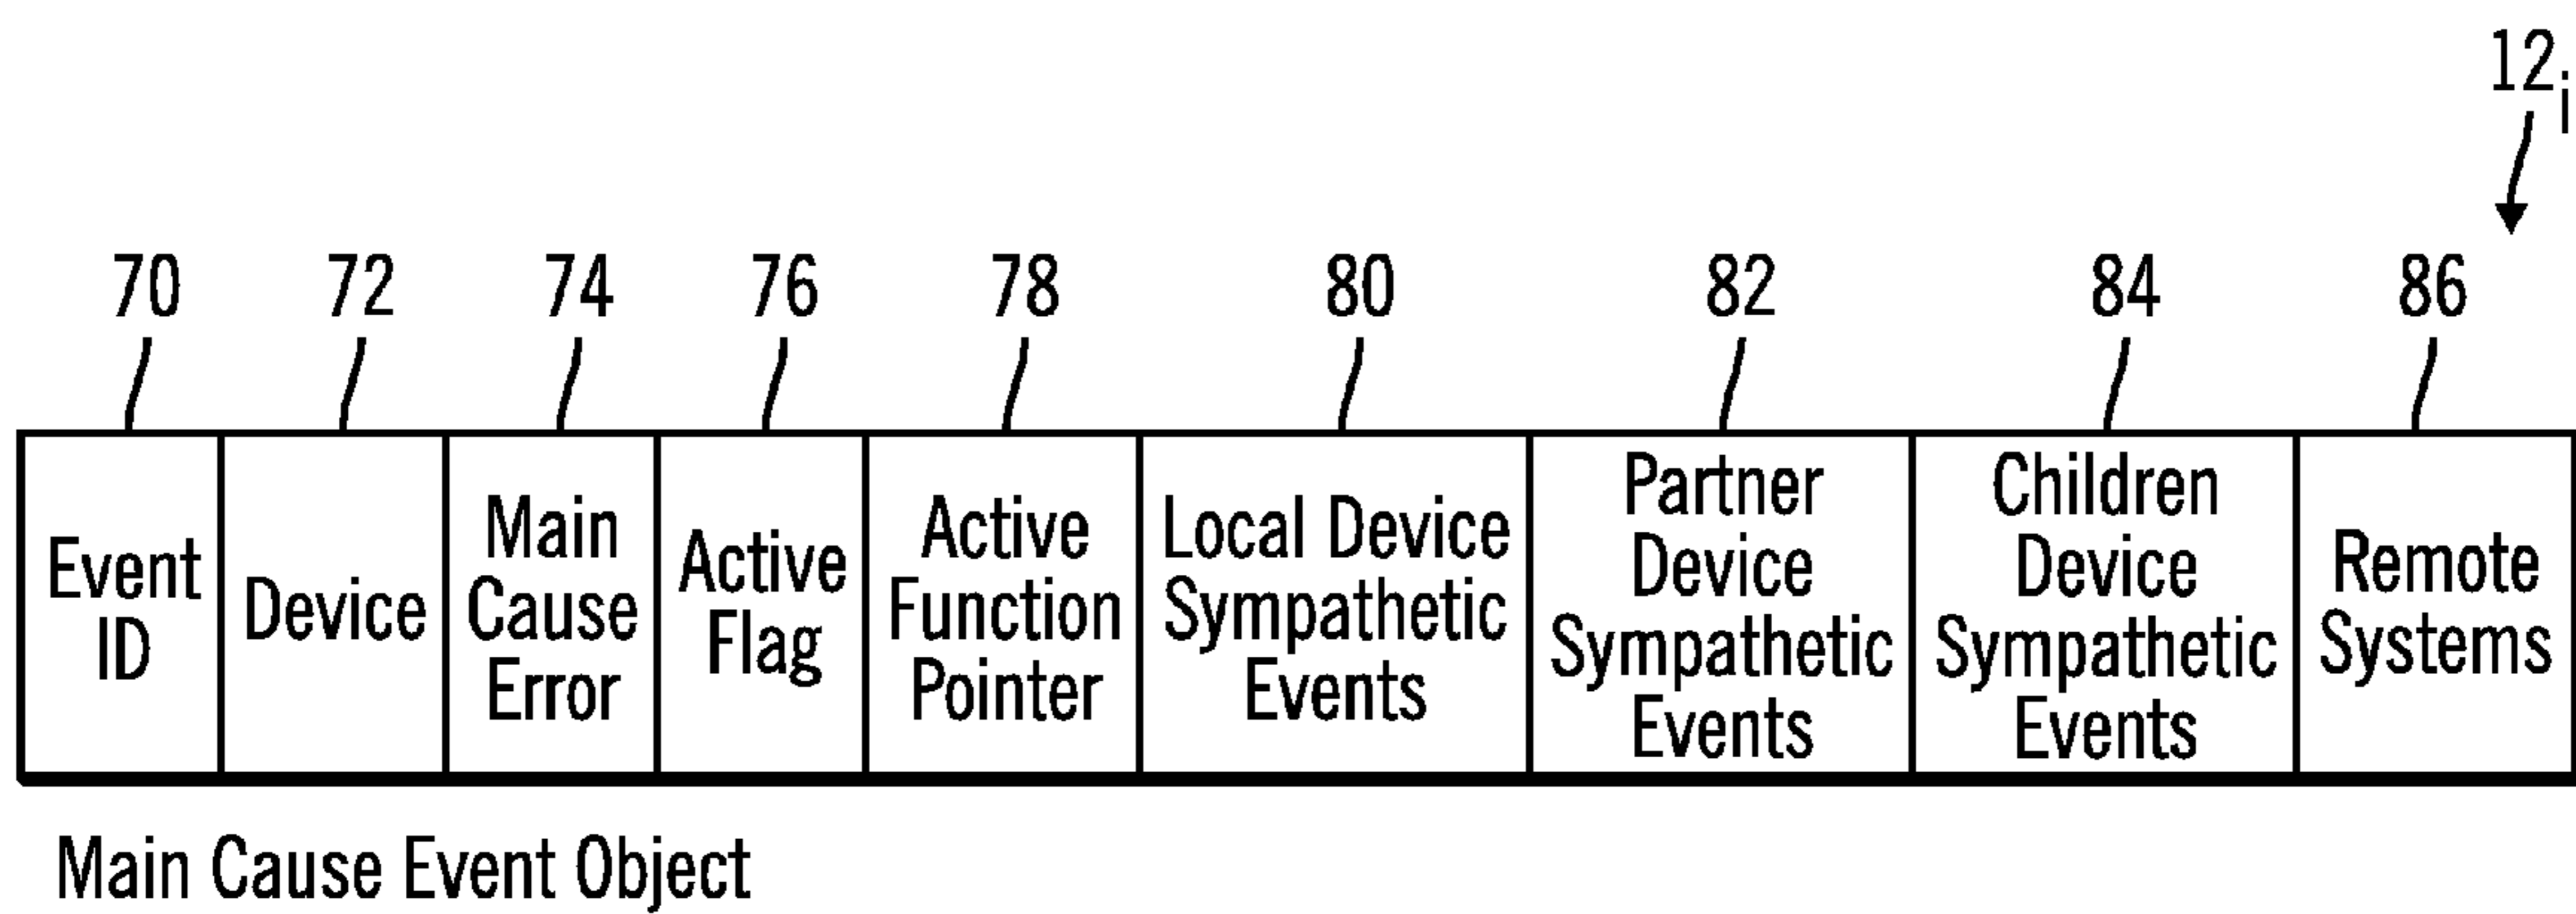 12i
70 72 74 76 78 80 82 84 86
Event
ID
Device
Main
Cause
Error
Active
Flag
Active
Function
Pointer
Local Device
Sympathetic
Events
Partner
Device
Sympathetic
Events
Children
Device
Sympathetic
Events
Remote
Systems
Main Cause Event Object